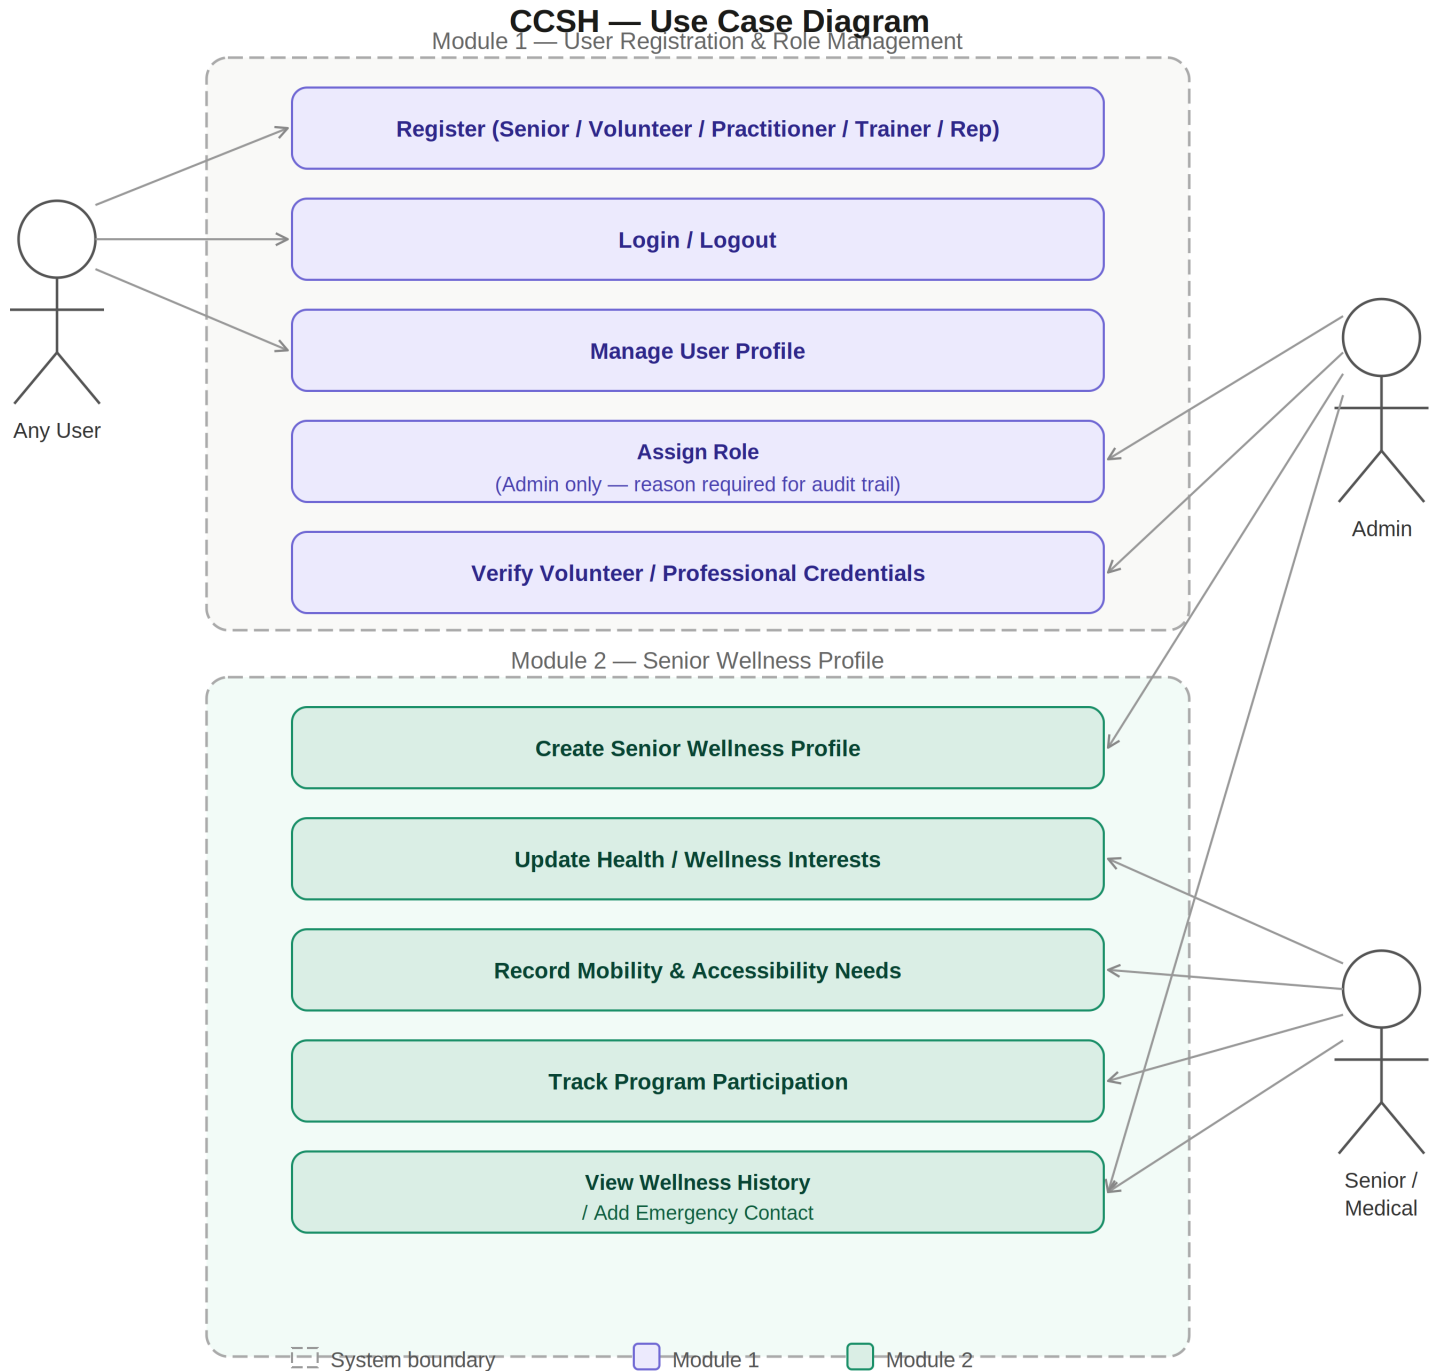 CCSH — Use Case Diagram
Module 1 — User Registration & Role Management
Register (Senior / Volunteer / Practitioner / Trainer / Rep)
Login / Logout
Manage User Profile
Any User
Assign Role
(Admin only — reason required for audit trail)
Admin
Verify Volunteer / Professional Credentials
Module 2 — Senior Wellness Profile
Create Senior Wellness Profile
Update Health / Wellness Interests
Record Mobility & Accessibility Needs
Track Program Participation
View Wellness History
/ Add Emergency Contact
Senior /
Medical
System boundary
Module 1
Module 2